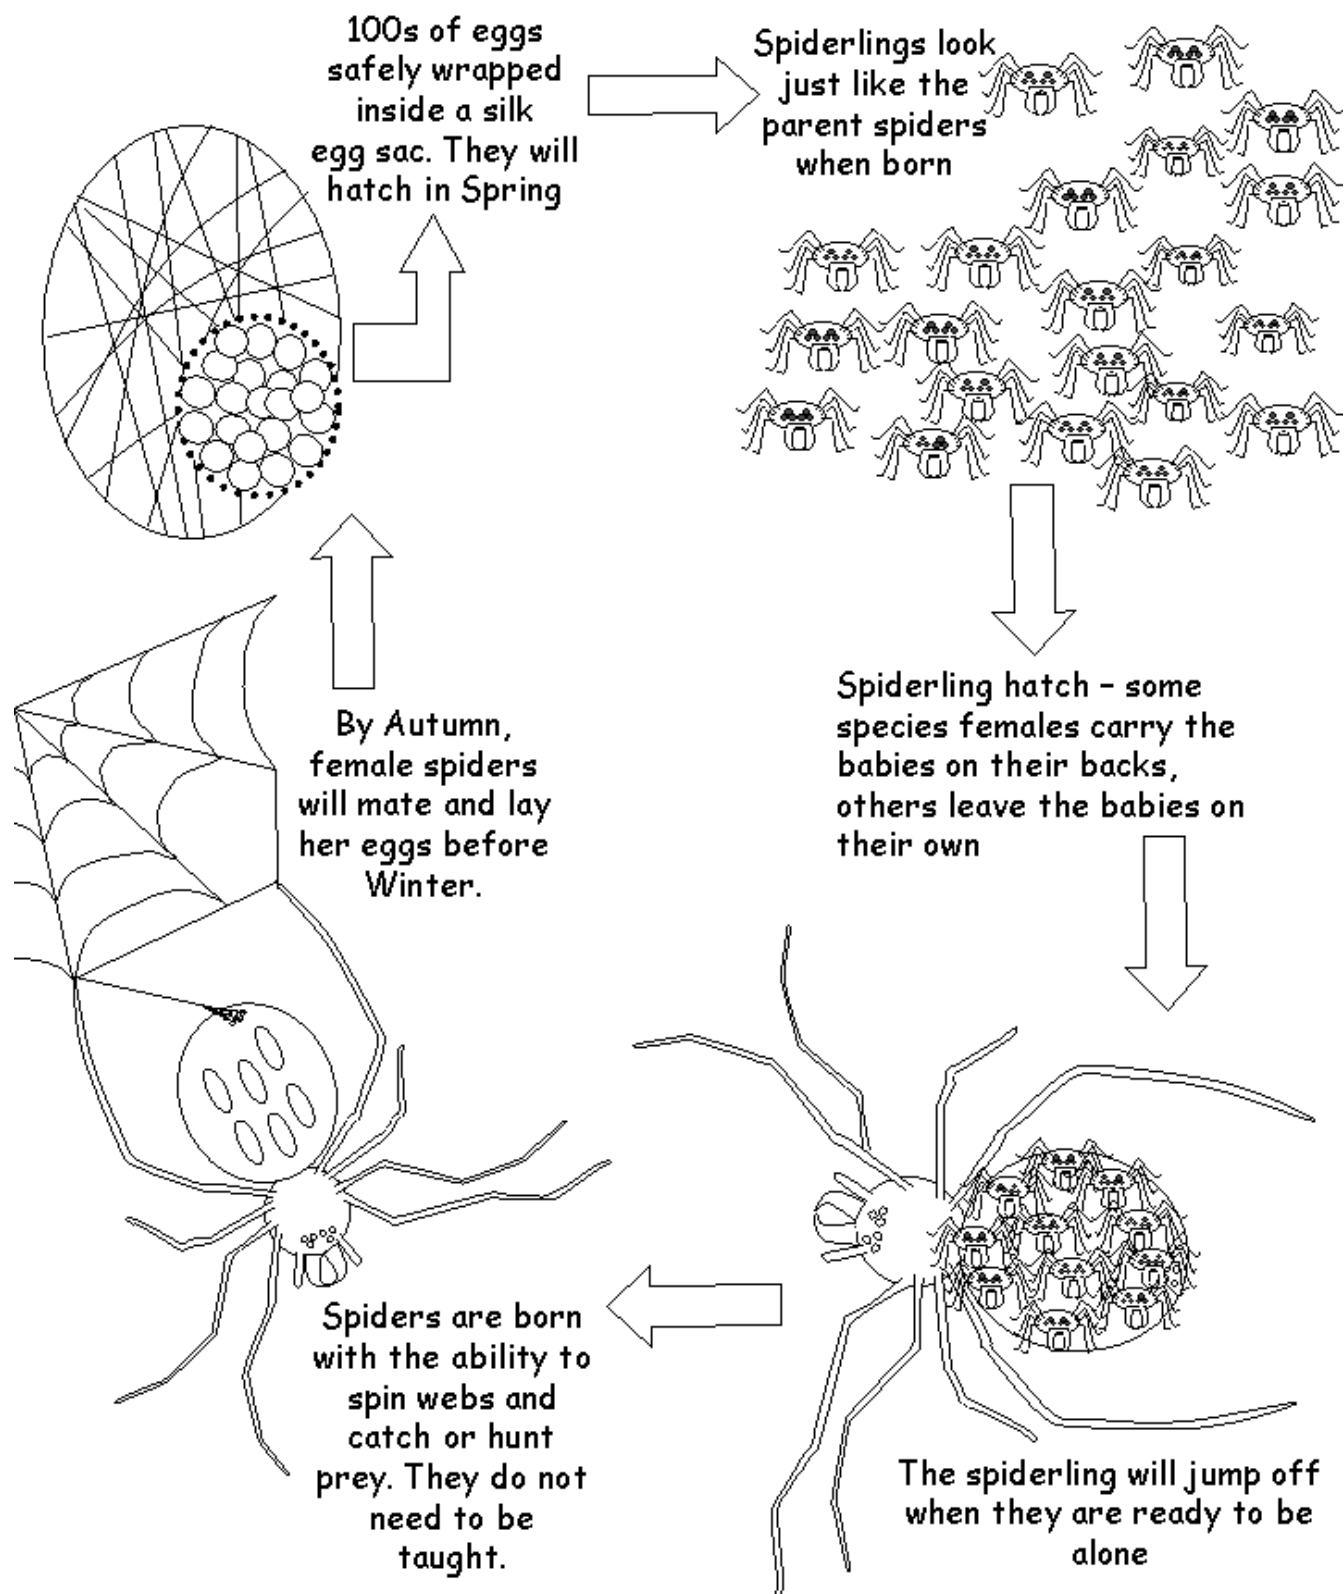 100s of eggs
safely wrapped
inside a silk
egg sac. They will
hatch in Spring
Spiderlings look
just like the
parent spiders
when born
Spiderling hatch – some
species females carry the
babies on their backs,
others leave the babies on
their own
The spiderling will jump off
when they are ready to be
alone
Spiders are born
with the ability to
spin webs and
catch or hunt
prey. They do not
need to be
taught.
By Autumn,
female spiders
will mate and lay
her eggs before
Winter.